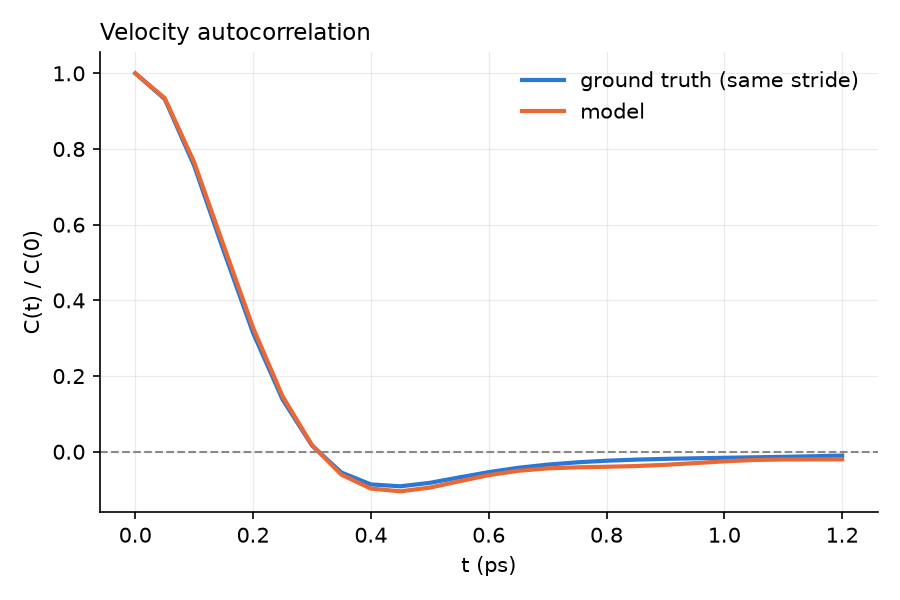 Velocity autocorrelation
ground truth (same stride)
model
C(t) / C(0)
1.0
0.8
0.6
0.4
0.2
0.0
0.0 0.2 0.4 0.6 0.8 1.0 1.2
t (ps)